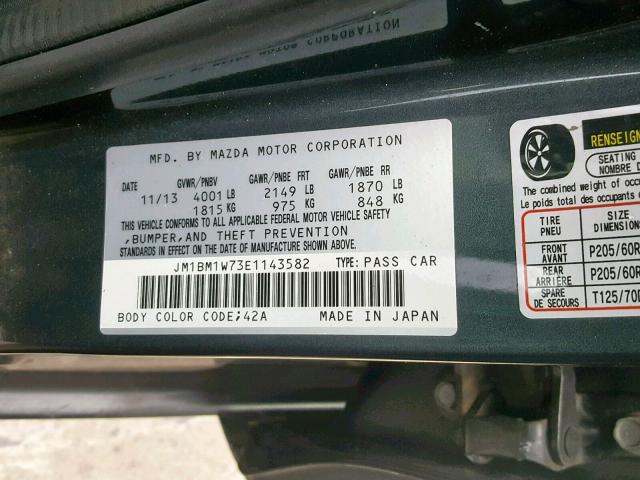 MFD. BY MAZDA MOTOR CORPORATION
DATE GVWR/PNBV GAWR/PNBE FRT GAWR/PNBE RR
11/13 4001 LB 2149 LB 1870 LB
1815 KG 975 KG 848 KG
THIS VEHICLE CONFORMS TO ALL APPLICABLE FEDERAL MOTOR VEHICLE SAFETY
,BUMPER,AND THEFT PREVENTION
STANDARDS IN EFFECT ON THE DATE OF MANUFACTURE SHOWN ABOVE.
JM1BM1W73E1143582 TYPE: PASS CAR
BODY COLOR CODE;42A MADE IN JAPAN
RENSEIGN
SEATING
NOMBRE D
The combined weight of occu
Le poids total des occupants
TIRE PNEU SIZE DIMENSIONS
FRONT AVANT P205/60R
REAR ARRIÈRE P205/60R
SPARE DE SECOURS T125/70D